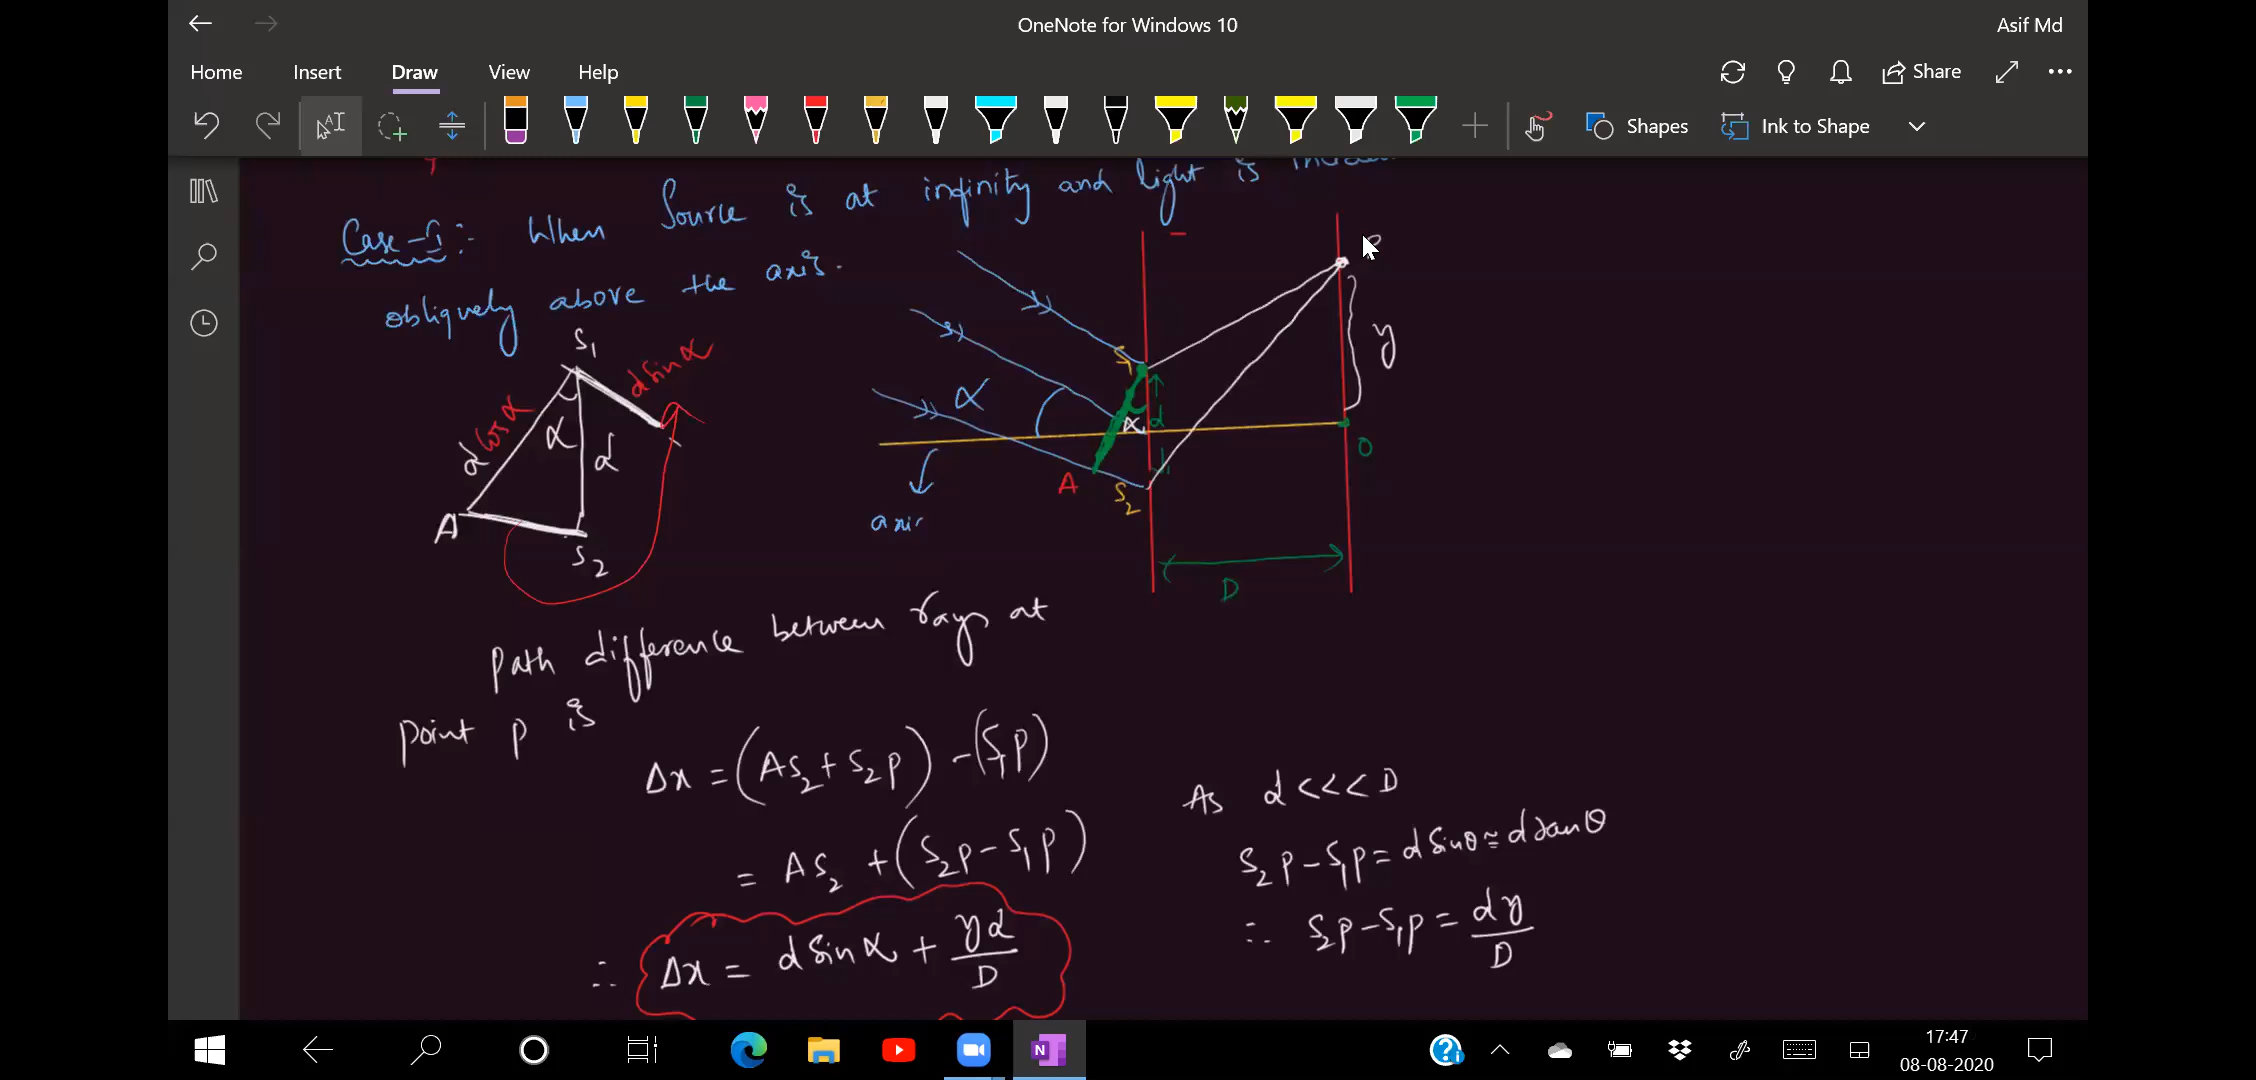 OneNote for Windows 10
Asif Md
Home Insert Draw View Help
Share
Shapes Ink to Shape
Source is at infinity and light is
Case-: When
obliquely above the axis.
S1
d sinα
d cosα
α
d
A
S2
P
y
S1
α
d
α
O
A
S2
axis
D
Path difference between rays at
point P is
Δx = (AS2 + S2P) - (S1P)
= AS2 + (S2P - S1P)
∴ Δx = d sinα + yd/D
As d <<< D
S2P - S1P = d sinθ ≈ d tanθ
∴ S2P - S1P = dy/D
17:47
08-08-2020